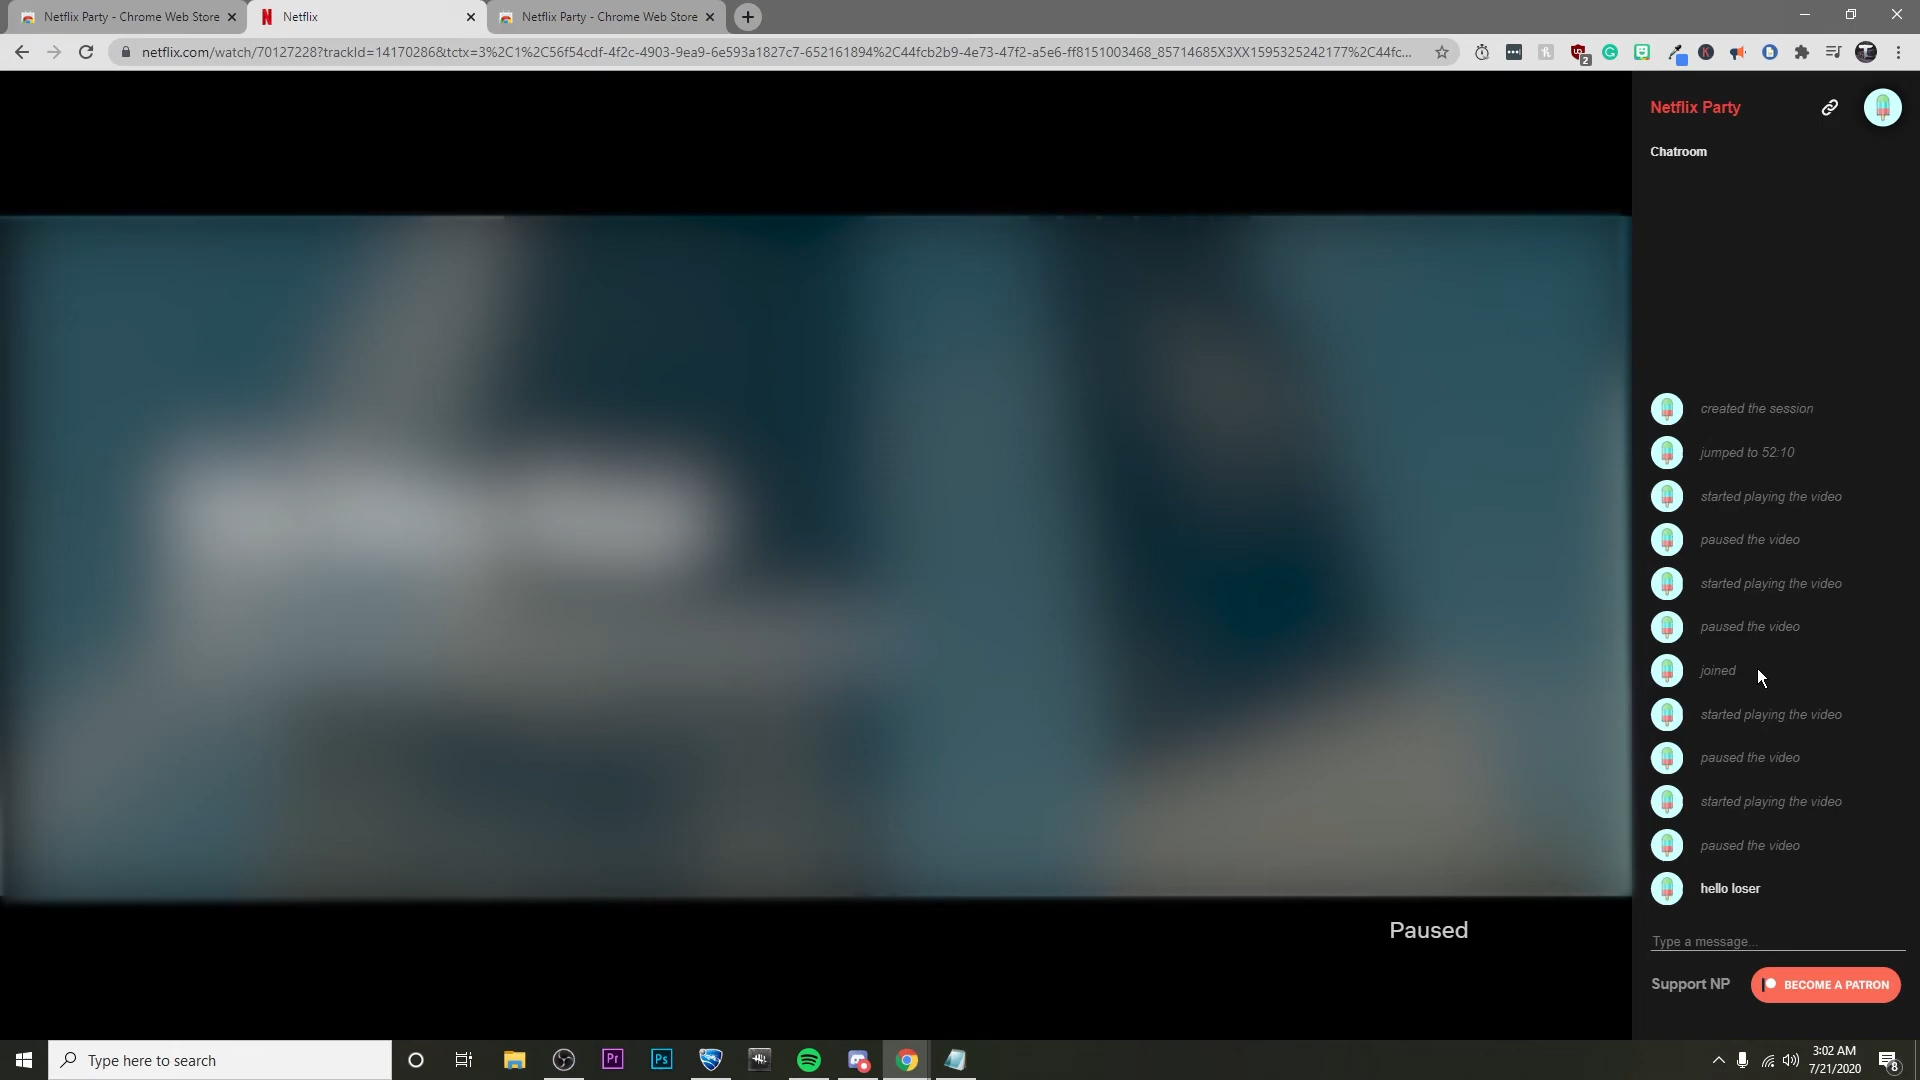 Netflix Party - Chrome Web Store
Netflix
Netflix Party - Chrome Web Store
netflix.com/watch/70127228?trackId=14170286&tctx=3%2C1%2C56f54cdf-4f2c-4903-9ea9-6e593a1827c7-652161894%2C44fcb2b9-4e73-47f2-a5e6-ff8151003468_85714685X3XX1595325242177%2C44fc...
2
Netflix Party
Chatroom
created the session
jumped to 52:10
started playing the video
paused the video
started playing the video
paused the video
joined
started playing the video
paused the video
started playing the video
paused the video
hello loser
Paused
Type a message...
Support NP
BECOME A PATRON
Type here to search
Pr
Ps
3:02 AM
7/21/2020
8